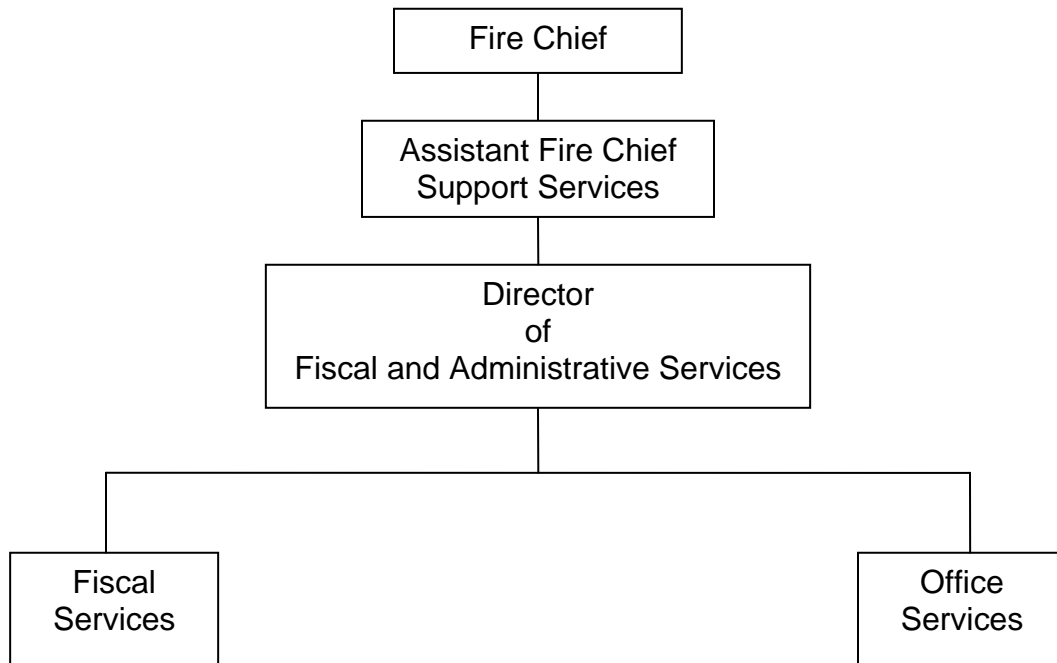 Fire Chief
Assistant Fire Chief
Support Services
Director
of
Fiscal and Administrative Services
Fiscal
Services
Office
Services